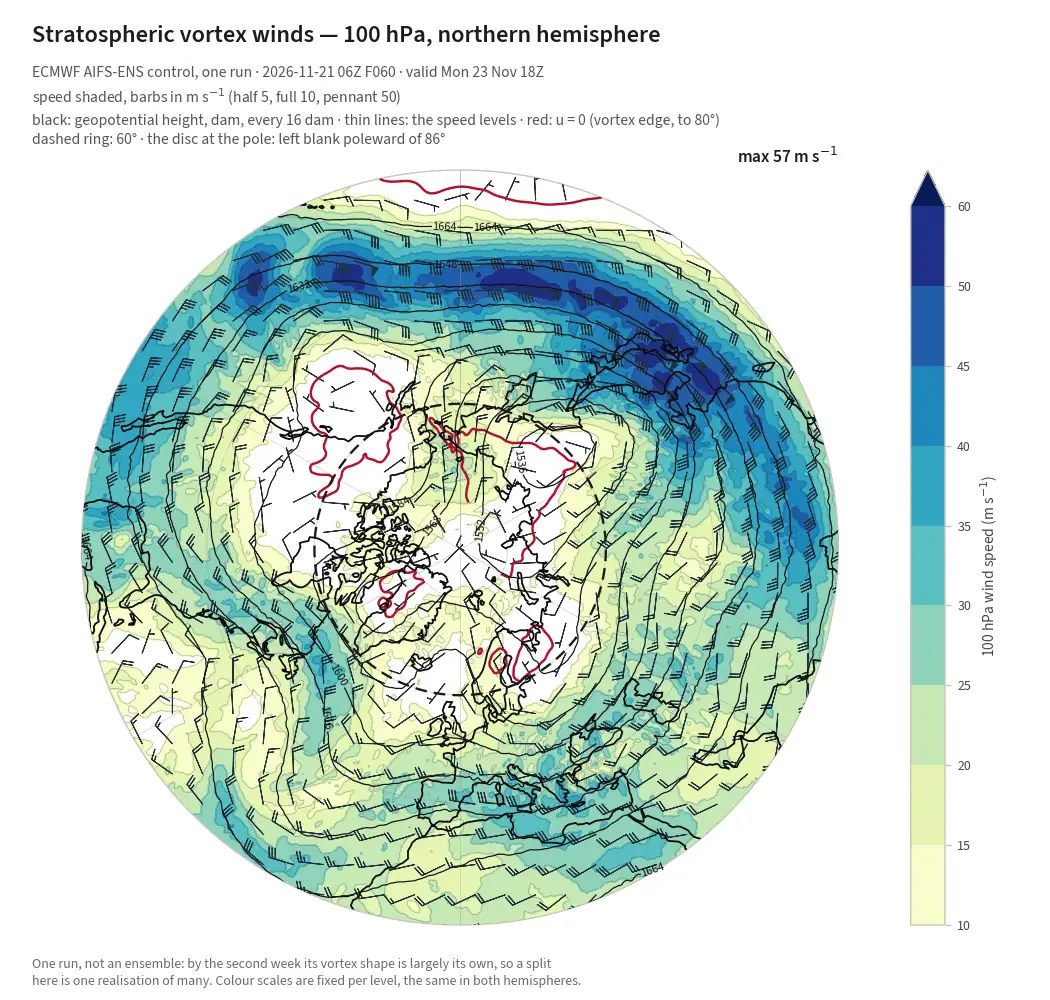 Stratospheric vortex winds — 100 hPa, northern hemisphere
ECMWF AIFS-ENS control, one run · 2026-11-21 06Z F060 · valid Mon 23 Nov 18Z
speed shaded, barbs in m s⁻¹ (half 5, full 10, pennant 50)
black: geopotential height, dam, every 16 dam · thin lines: the speed levels · red: u = 0 (vortex edge, to 80°)
dashed ring: 60° · the disc at the pole: left blank poleward of 86°
max 57 m s⁻¹
60
50
45
40
35
30
25
20
15
10
100 hPa wind speed (m s⁻¹)
1664
1664
1648
1632
1600
1664
One run, not an ensemble: by the second week its vortex shape is largely its own, so a split
here is one realisation of many. Colour scales are fixed per level, the same in both hemispheres.